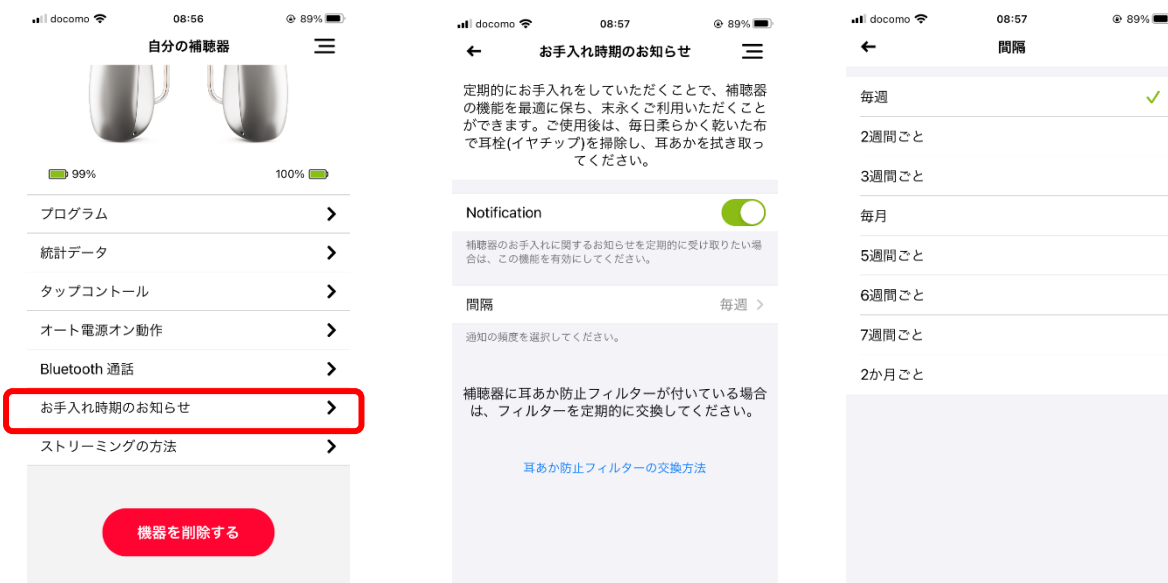 docomo 08:56 89%
自分の補聴器
99% 100%
プログラム
統計データ
タップコントール
オート電源オン動作
Bluetooth 通話
お手入れ時期のお知らせ
ストリーミングの方法
機器を削除する
docomo 08:57 89%
お手入れ時期のお知らせ
定期的にお手入れをしていただくことで、補聴器
の機能を最適に保ち、末永くご利用いただくこと
ができます。ご使用後は、毎日柔らかく乾いた布
で耳栓(イヤチップ)を掃除し、耳あかを拭き取っ
てください。
Notification
補聴器のお手入れに関するお知らせを定期的に受け取りたい場
合は、この機能を有効にしてください。
間隔 毎週
通知の頻度を選択してください。
補聴器に耳あか防止フィルターが付いている場合
は、フィルターを定期的に交換してください。
耳あか防止フィルターの交換方法
docomo 08:57 89%
間隔
毎週
2週間ごと
3週間ごと
毎月
5週間ごと
6週間ごと
7週間ごと
2か月ごと